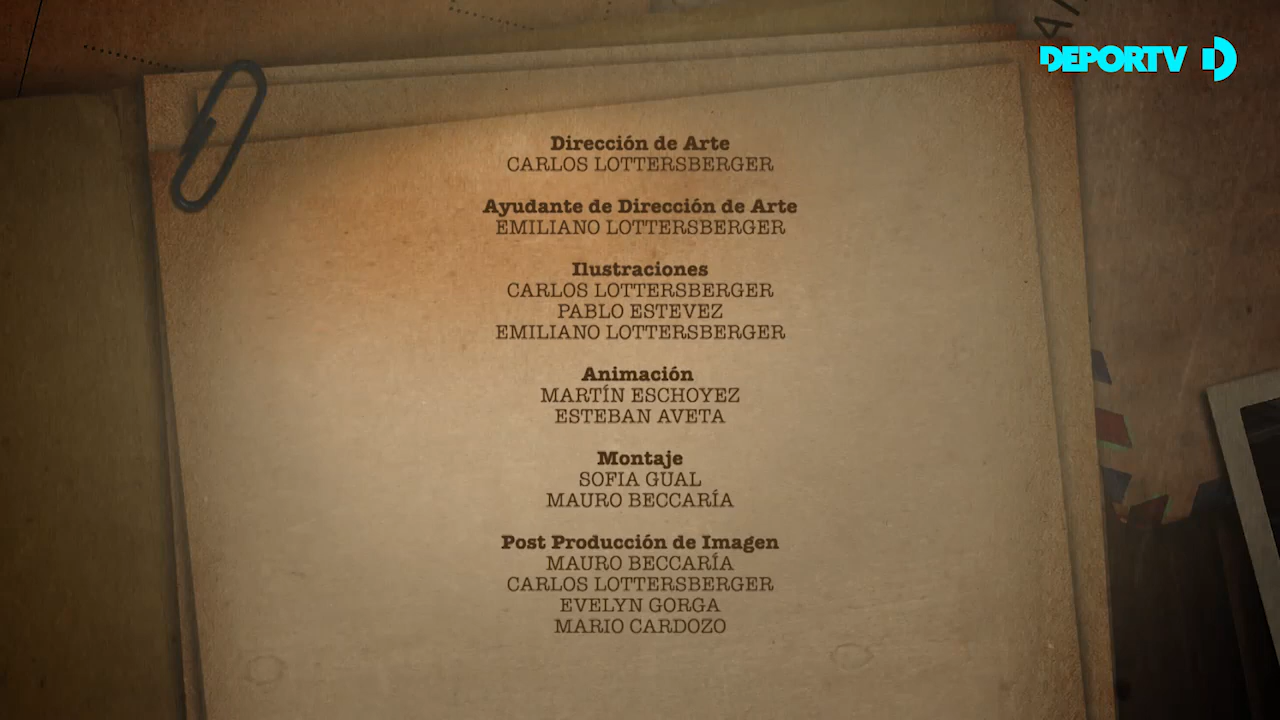 DEPORTV
Dirección de Arte
CARLOS LOTTERSBERGER
Ayudante de Dirección de Arte
EMILIANO LOTTERSBERGER
Ilustraciones
CARLOS LOTTERSBERGER
PABLO ESTEVEZ
EMILIANO LOTTERSBERGER
Animación
MARTÍN ESCHOYEZ
ESTEBAN AVETA
Montaje
SOFIA GUAL
MAURO BECCARÍA
Post Producción de Imagen
MAURO BECCARÍA
CARLOS LOTTERSBERGER
EVELYN GORGA
MARIO CARDOZO